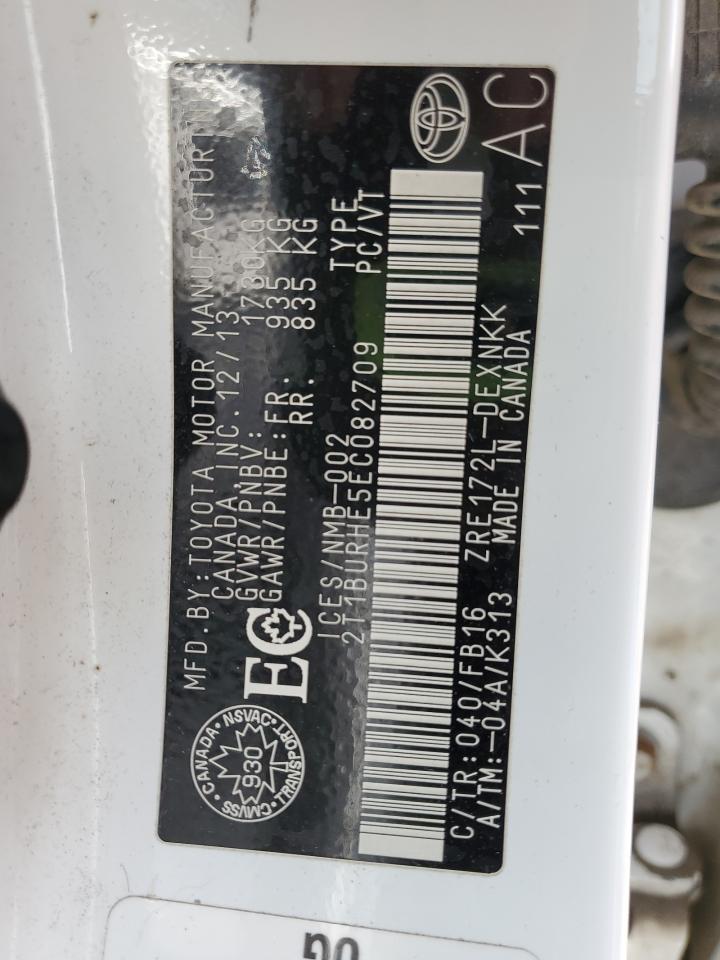 MFD.BY:TOYOTA MOTOR MANUFACTURING
CANADA INC. 12/13
GVWR/PNBV: 1730KG
GAWR/PNBE:FR: 935 KG
RR: 835 KG
EC
CANADA • NSVAC • TRANSPORT • CMVSS
930
ICES/NMB-002
2T1BURHE5EC082709
TYPE
PC/VT
C/TR:040/FB16 ZRE172L-DEXNKK
A/TM:-04A/K313 MADE IN CANADA
111 AC